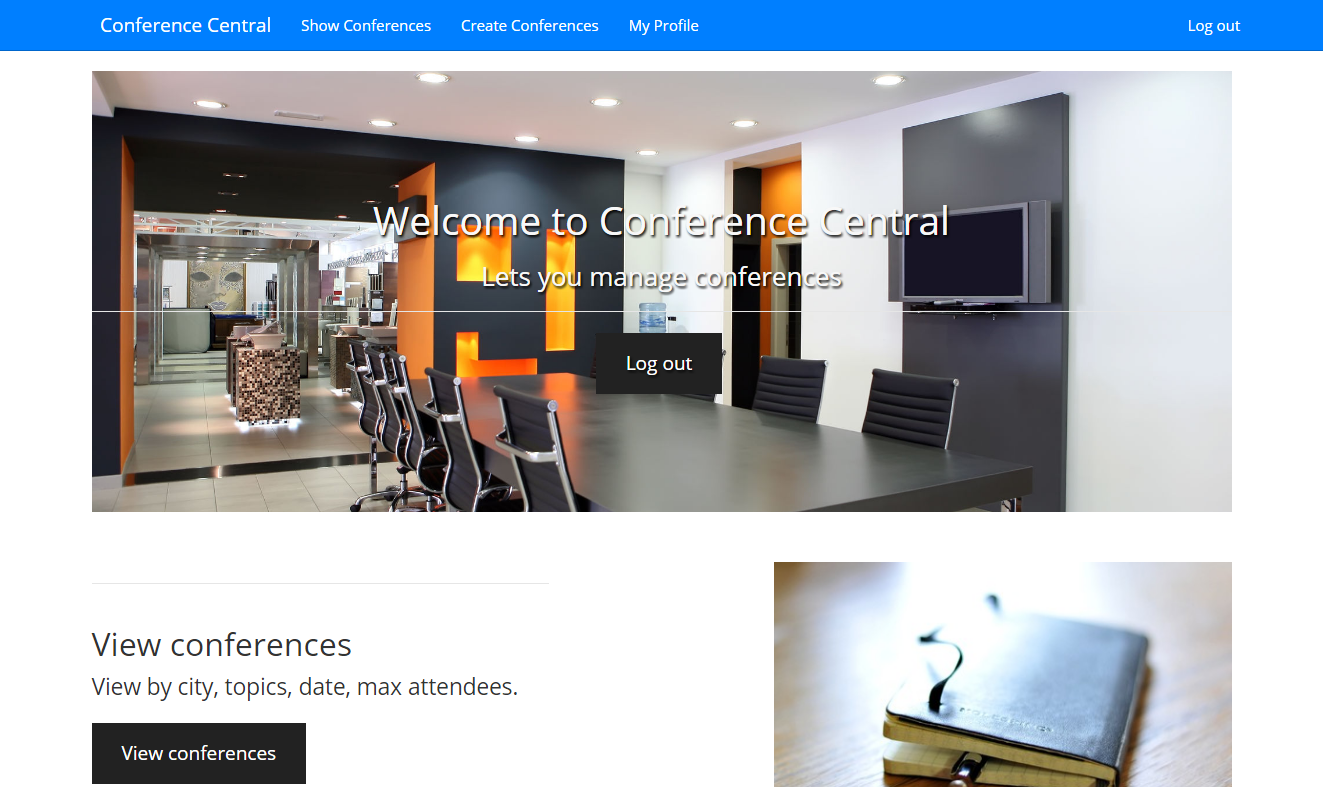 Conference Central Show Conferences Create Conferences My Profile Log out
Welcome to Conference Central
Lets you manage conferences
Log out
View conferences
View by city, topics, date, max attendees.
View conferences